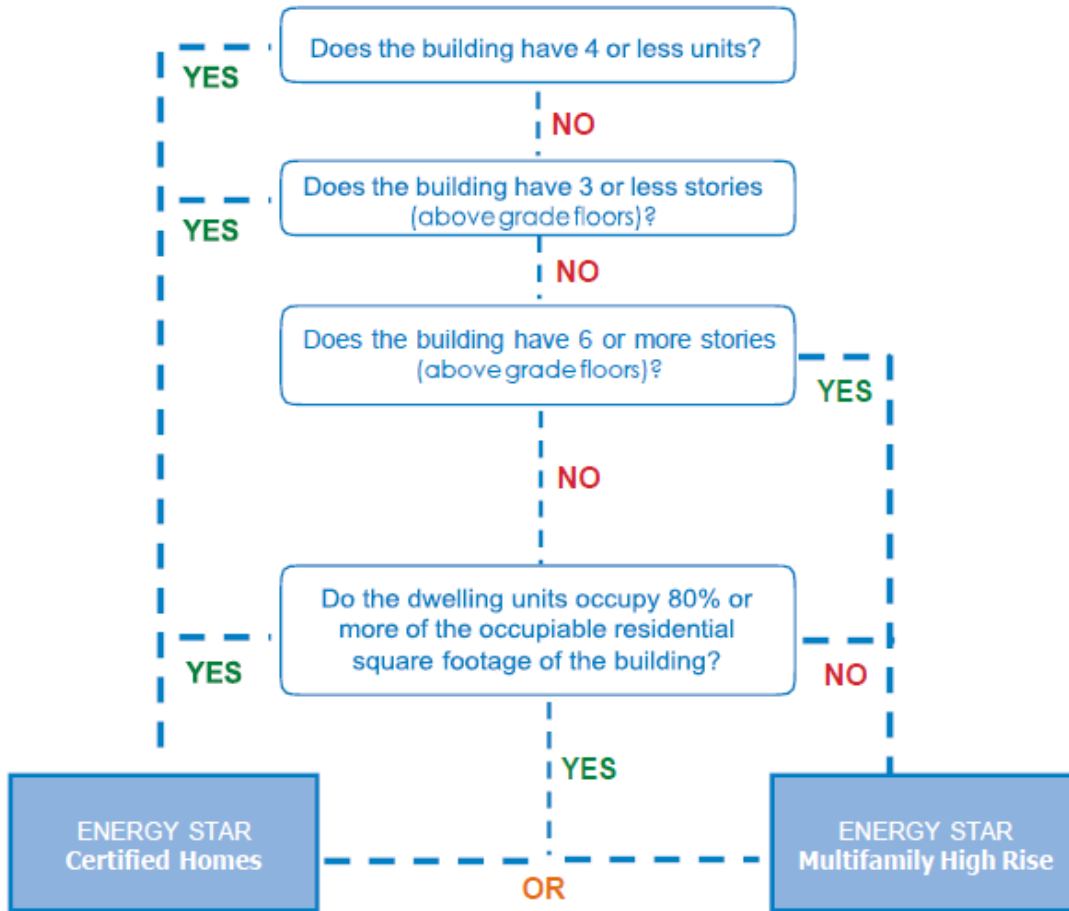 Does the building have 4 or less units?
YES
NO
Does the building have 3 or less stories
(above grade floors)?
YES
NO
Does the building have 6 or more stories
(above grade floors)?
YES
NO
Do the dwelling units occupy 80% or
more of the occupiable residential
square footage of the building?
YES
NO
YES
ENERGY STAR
Certified Homes
OR
ENERGY STAR
Multifamily High Rise